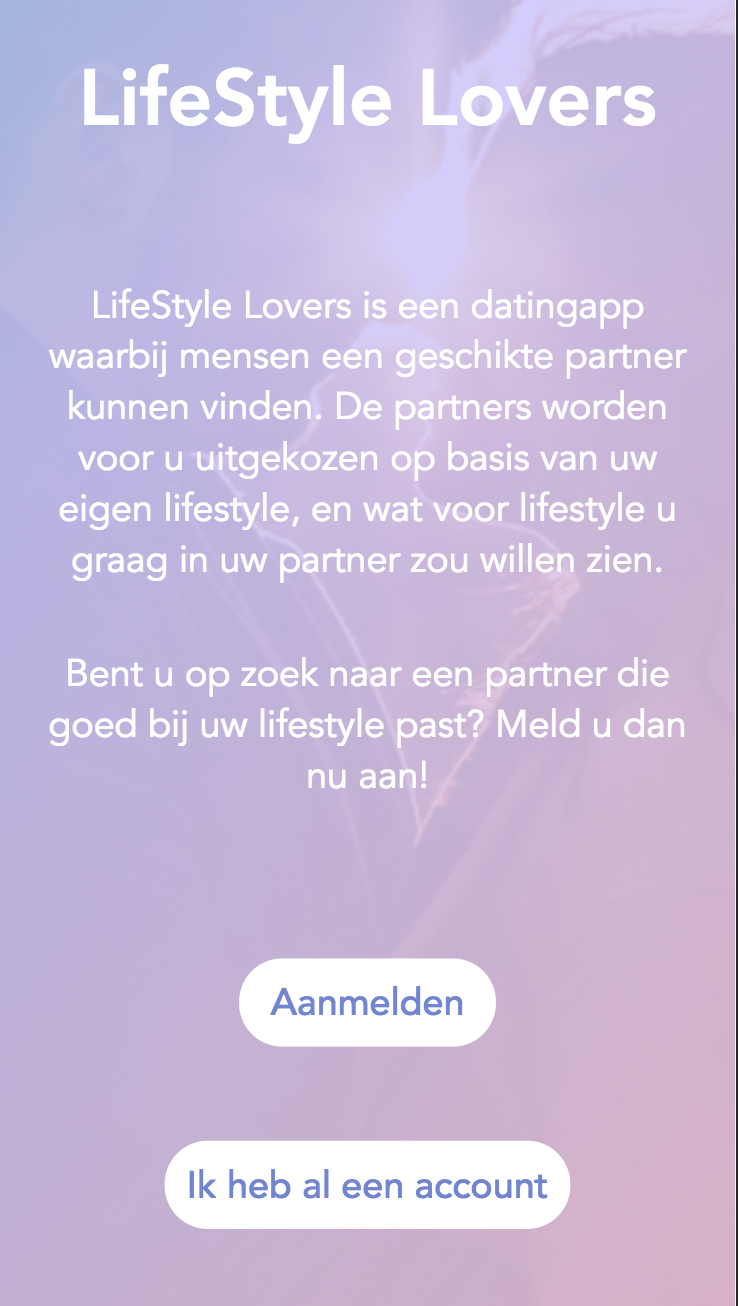 LifeStyle Lovers
LifeStyle Lovers is een datingapp
waarbij mensen een geschikte partner
kunnen vinden. De partners worden
voor u uitgekozen op basis van uw
eigen lifestyle, en wat voor lifestyle u
graag in uw partner zou willen zien.
Bent u op zoek naar een partner die
goed bij uw lifestyle past? Meld u dan
nu aan!
Aanmelden
Ik heb al een account